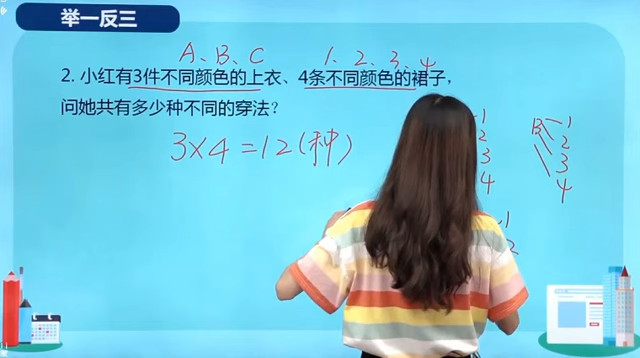 举一反三
A、B、C 1、2、3、4
2. 小红有3件不同颜色的上衣、4条不同颜色的裙子，
问她共有多少种不同的穿法？
3×4=12(种)
1
2
3
4
B 1
2
3
4
1
2